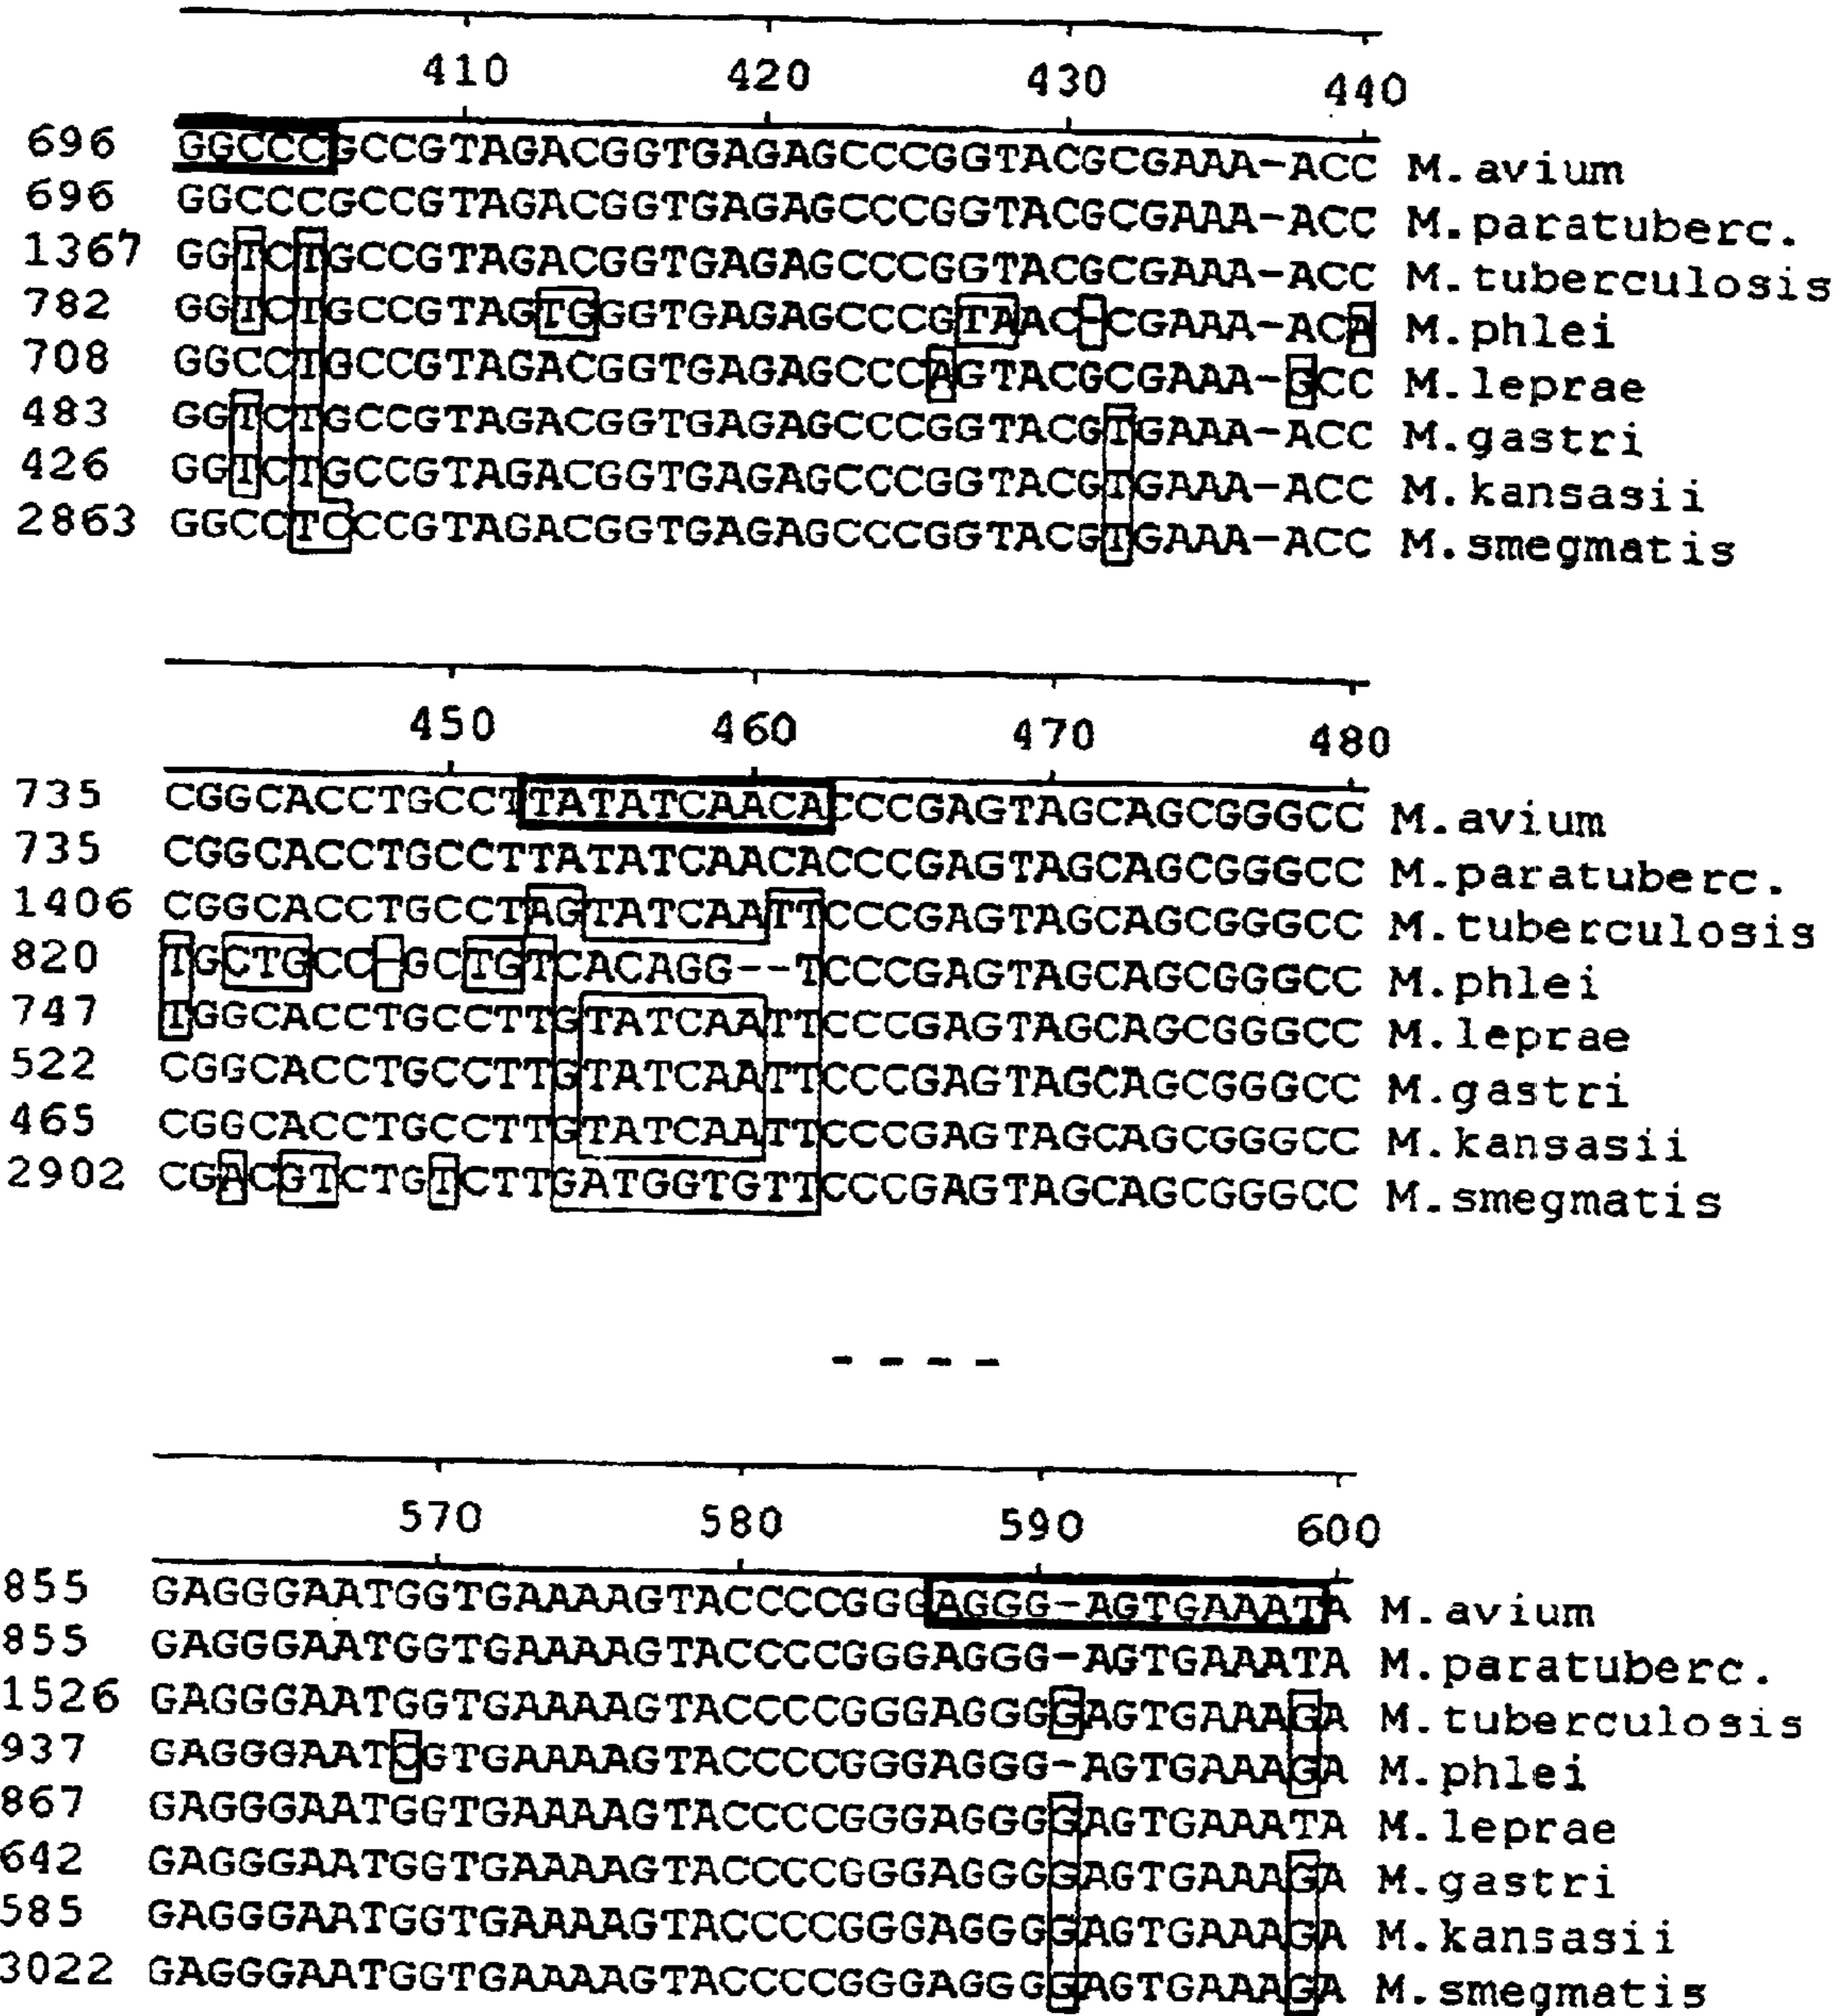 410 420 430 440
696 GGCCCGCCGTAGACGGTGAGAGCCCGGTACGCGAAA-ACC M.avium
696 GGCCCGCCGTAGACGGTGAGAGCCCGGTACGCGAAA-ACC M.paratuberc.
1367 GGTCTGCCGTAGACGGTGAGAGCCCGGTACGCGAAA-ACC M.tuberculosis
782 GGTCTGCCGTAGTGGGTGAGAGCCCGTAAC-CGAAA-ACA M.phlei
708 GGCCTGCCGTAGACGGTGAGAGCCCAGTACGCGAAA-GCC M.leprae
483 GGTCTGCCGTAGACGGTGAGAGCCCGGTACGTGAAA-ACC M.gastri
426 GGTCTGCCGTAGACGGTGAGAGCCCGGTACGTGAAA-ACC M.kansasii
2863 GGCCTCCCGTAGACGGTGAGAGCCCGGTACGTGAAA-ACC M.smegmatis
450 460 470 480
735 CGGCACCTGCCTTATATCAACACCCGAGTAGCAGCGGGCC M.avium
735 CGGCACCTGCCTTATATCAACACCCGAGTAGCAGCGGGCC M.paratuberc.
1406 CGGCACCTGCCTAGTATCAATTCCCGAGTAGCAGCGGGCC M.tuberculosis
820 TGCTGCC-GCTGTCACAGG--TCCCGAGTAGCAGCGGGCC M.phlei
747 TGGCACCTGCCTTGTATCAATTCCCGAGTAGCAGCGGGCC M.leprae
522 CGGCACCTGCCTTGTATCAATTCCCGAGTAGCAGCGGGCC M.gastri
465 CGGCACCTGCCTTGTATCAATTCCCGAGTAGCAGCGGGCC M.kansasii
2902 CGACGTCTGTCTTGATGGTGTTCCCGAGTAGCAGCGGGCC M.smegmatis
- - - -
570 580 590 600
855 GAGGGAATGGTGAAAAGTACCCCGGGAGGG-AGTGAAATA M.avium
855 GAGGGAATGGTGAAAAGTACCCCGGGAGGG-AGTGAAATA M.paratuberc.
1526 GAGGGAATGGTGAAAAGTACCCCGGGAGGGGAGTGAAAGA M.tuberculosis
937 GAGGGAATCGTGAAAAGTACCCCGGGAGGG-AGTGAAAGA M.phlei
867 GAGGGAATGGTGAAAAGTACCCCGGGAGGGGAGTGAAATA M.leprae
642 GAGGGAATGGTGAAAAGTACCCCGGGAGGGGAGTGAAAGA M.gastri
585 GAGGGAATGGTGAAAAGTACCCCGGGAGGGGAGTGAAAGA M.kansasii
3022 GAGGGAATGGTGAAAAGTACCCCGGGAGGGGAGTGAAAGA M.smegmatis